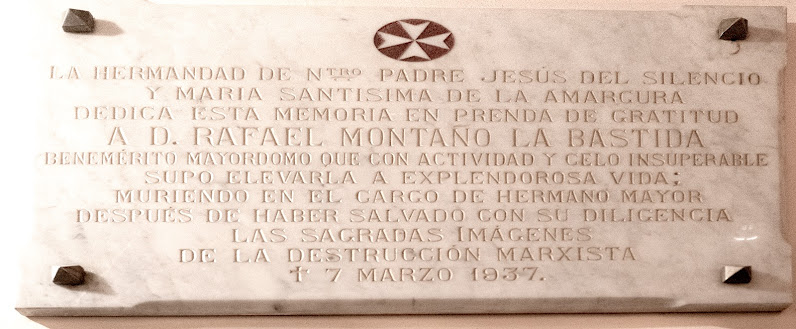 LA HERMANDAD DE NTRO PADRE JESÚS DEL SILENCIO
Y MARIA SANTISIMA DE LA AMARGURA
DEDICA ESTA MEMORIA EN PRENDA DE GRATITUD
A D. RAFAEL MONTAÑO LA BASTIDA
BENEMÉRITO MAYORDOMO QUE CON ACTIVIDAD Y CELO INSUPERABLE
SUPO ELEVARLA A EXPLENDOROSA VIDA;
MURIENDO EN EL CARGO DE HERMANO MAYOR
DESPUÉS DE HABER SALVADO CON SU DILIGENCIA
LAS SAGRADAS IMÁGENES
DE LA DESTRUCCIÓN MARXISTA
† 7 MARZO 1937.